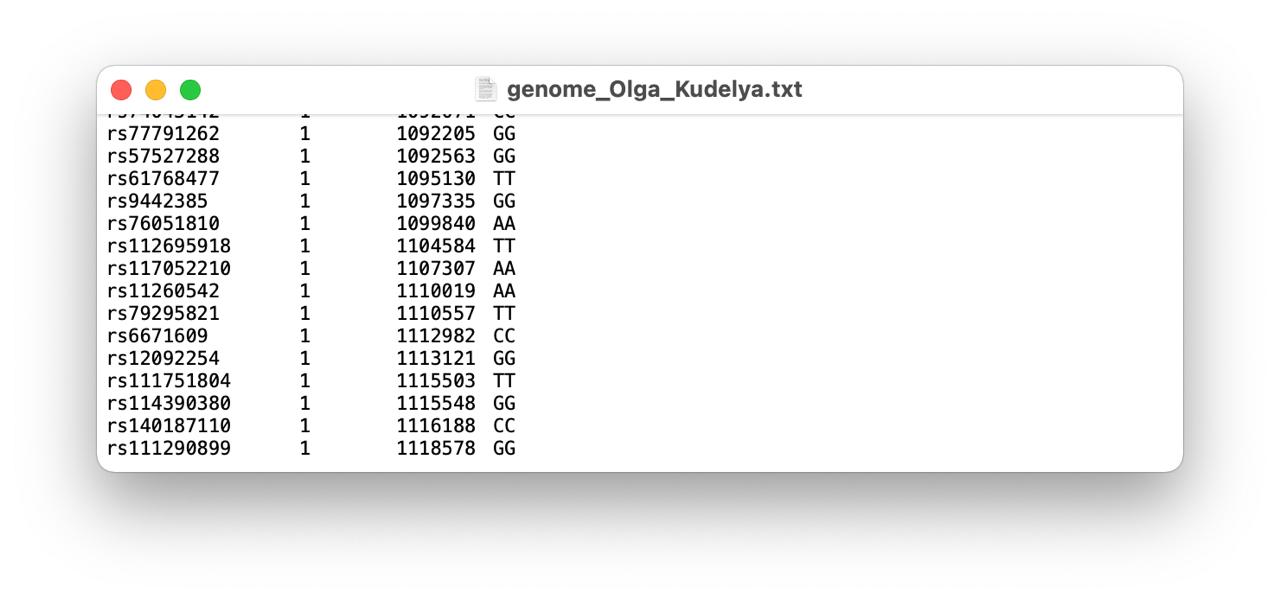 genome_Olga_Kudelya.txt
rs77791262 1 1092205 GG
rs57527288 1 1092563 GG
rs61768477 1 1095130 TT
rs9442385 1 1097335 GG
rs76051810 1 1099840 AA
rs112695918 1 1104584 TT
rs117052210 1 1107307 AA
rs11260542 1 1110019 AA
rs79295821 1 1110557 TT
rs6671609 1 1112982 CC
rs12092254 1 1113121 GG
rs111751804 1 1115503 TT
rs114390380 1 1115548 GG
rs140187110 1 1116188 CC
rs111290899 1 1118578 GG